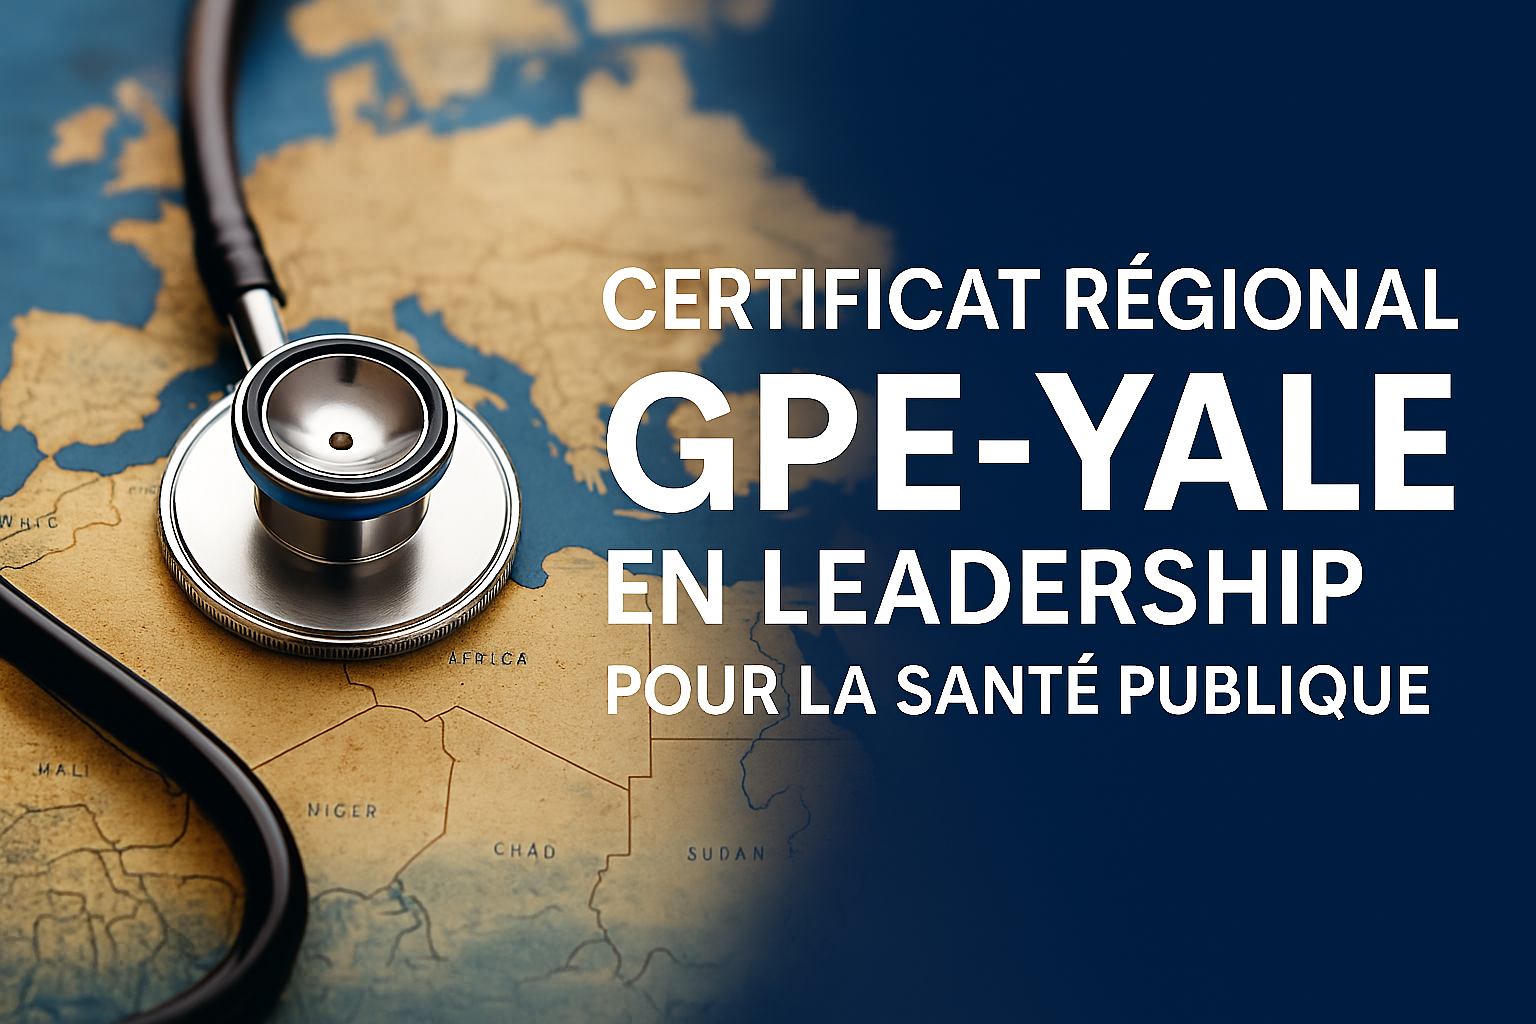 CERTIFICAT RÉGIONAL
GPE-YALE
EN LEADERSHIP
POUR LA SANTÉ PUBLIQUE
AFRICA
MALI
NIGER
CHAD
SUDAN